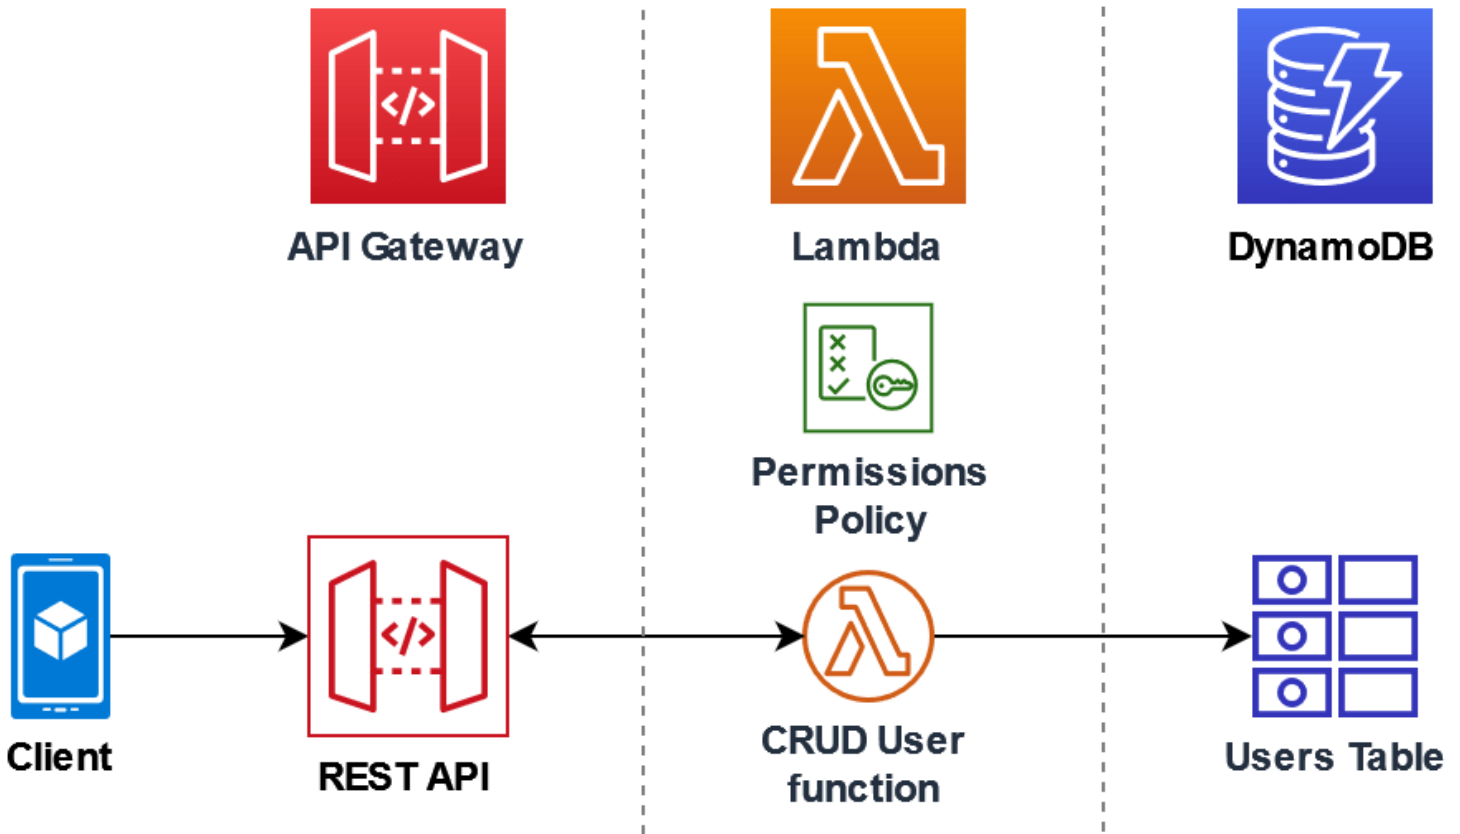 API Gateway
Lambda
DynamoDB
</>
Permissions
Policy
Client
</>
REST API
CRUD User
function
Users Table